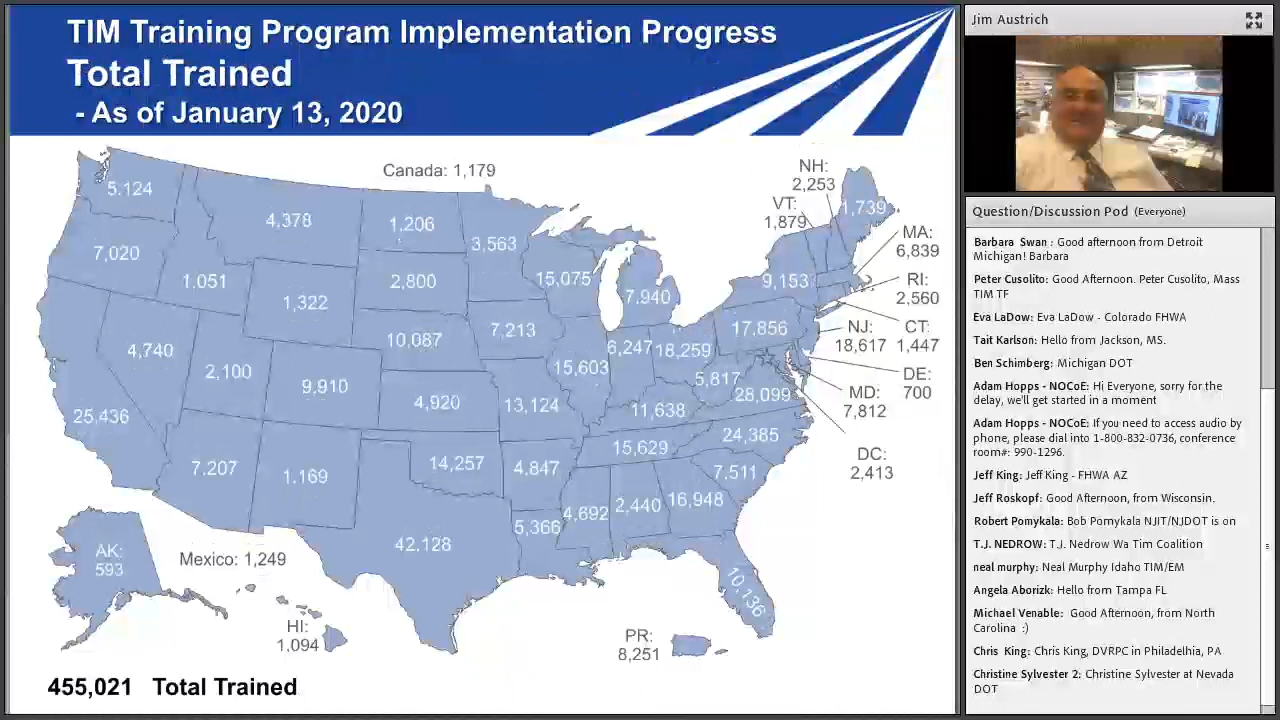 TIM Training Program Implementation Progress
Total Trained
- As of January 13, 2020
Canada: 1,179
NH:
2,253
VT:
1,879
1,739
MA:
6,839
RI:
2,560
CT:
1,447
NJ:
18,617
DE:
700
MD:
7,812
DC:
2,413
5,124
4,378
1,206
3,563
7,020
1,051
1,322
2,800
15,075
7,940
9,153
4,740
2,100
10,087
7,213
15,603
6,247
18,259
17,856
25,436
9,910
4,920
13,124
11,638
5,817
28,099
7,207
1,169
14,257
4,847
15,629
24,385
7,511
42,128
5,366
4,692
2,440
16,948
10,136
AK:
593
Mexico: 1,249
HI:
1,094
PR:
8,251
455,021 Total Trained
Jim Austrich
Question/Discussion Pod (Everyone)
Barbara Swan : Good afternoon from Detroit
Michigan! Barbara
Peter Cusolito: Good Afternoon. Peter Cusolito, Mass
TIM TF
Eva LaDow: Eva LaDow - Colorado FHWA
Tait Karlson: Hello from Jackson, MS.
Ben Schimberg: Michigan DOT
Adam Hopps - NOCoE: Hi Everyone, sorry for the
delay, we'll get started in a moment
Adam Hopps - NOCoE: If you need to access audio by
phone, please dial into 1-800-832-0736, conference
room#: 990-1296.
Jeff King: Jeff King - FHWA AZ
Jeff Roskopf: Good Afternoon, from Wisconsin.
Robert Pomykala: Bob Pomykala NJIT/NJDOT is on
T.J. NEDROW: T.J. Nedrow Wa Tim Coalition
neal murphy: Neal Murphy Idaho TIM/EM
Angela Aborizk: Hello from Tampa FL
Michael Venable: Good Afternoon, from North
Carolina :)
Chris King: Chris King, DVRPC in Philadelhia, PA
Christine Sylvester 2: Christine Sylvester at Nevada
DOT